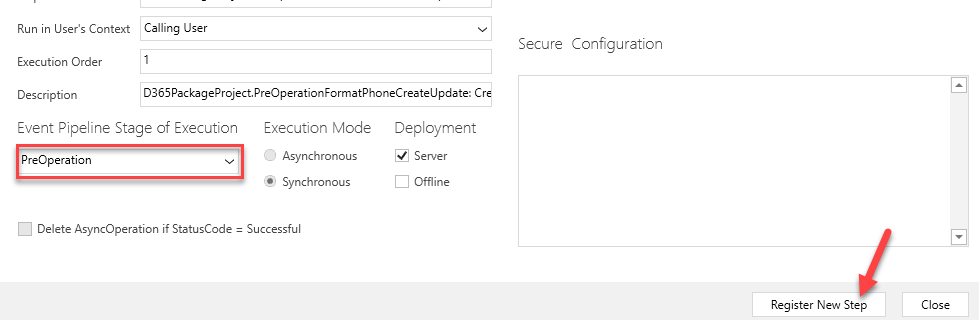 Run in User's Context
Calling User
Execution Order
1
Description
D365PackageProject.PreOperationFormatPhoneCreateUpdate: Cre
Secure Configuration
Event Pipeline Stage of Execution
PreOperation
Execution Mode
Asynchronous
Synchronous
Deployment
Server
Offline
Delete AsyncOperation if StatusCode = Successful
Register New Step
Close